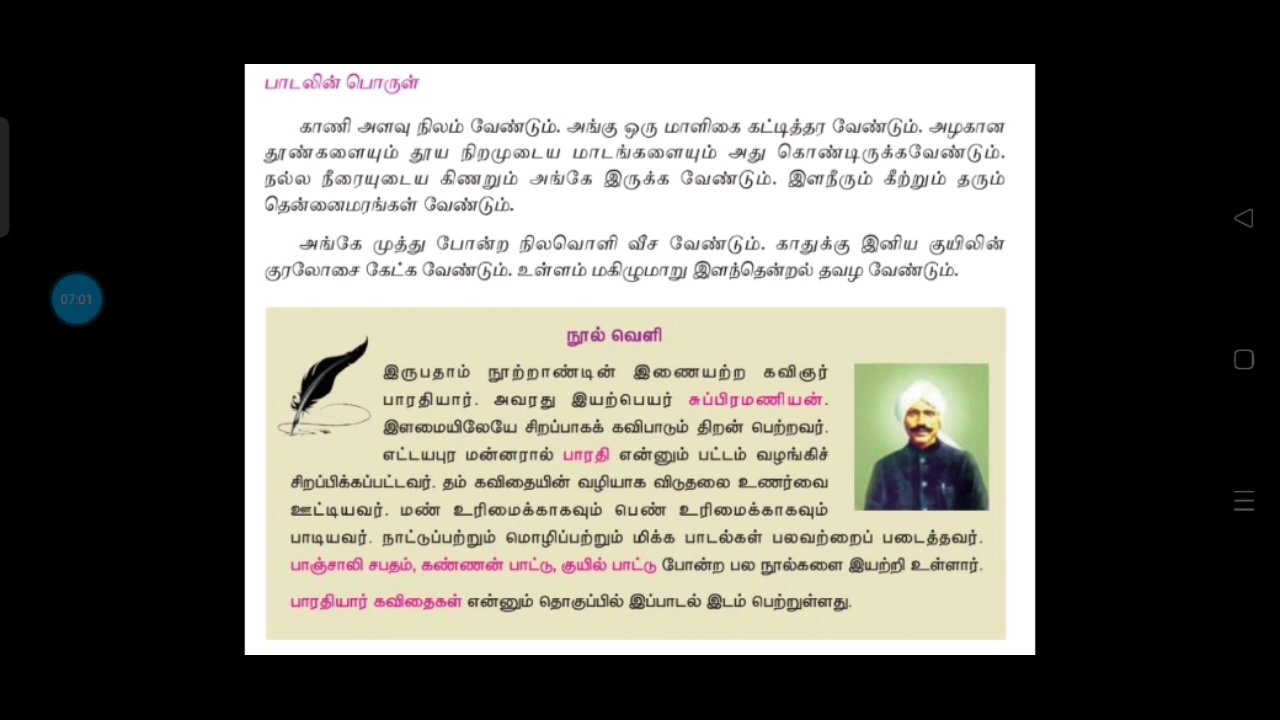 பாடலின் பொருள்
காணி அளவு நிலம் வேண்டும். அங்கு ஒரு மாளிகை கட்டித்தர வேண்டும். அழகான
தூண்களையும் தூய நிறமுடைய மாடங்களையும் அது கொண்டிருக்கவேண்டும்.
நல்ல நீரையுடைய கிணறும் அங்கே இருக்க வேண்டும். இளநீரும் கீற்றும் தரும்
தென்னைமரங்கள் வேண்டும்.
அங்கே முத்து போன்ற நிலவொளி வீச வேண்டும். காதுக்கு இனிய குயிலின்
குரலோசை கேட்க வேண்டும். உள்ளம் மகிழுமாறு இளந்தென்றல் தவழ வேண்டும்.
நூல் வெளி
இருபதாம் நூற்றாண்டின் இணையற்ற கவிஞர்
பாரதியார். அவரது இயற்பெயர் சுப்பிரமணியன்.
இளமையிலேயே சிறப்பாகக் கவிபாடும் திறன் பெற்றவர்.
எட்டயபுர மன்னரால் பாரதி என்னும் பட்டம் வழங்கிச்
சிறப்பிக்கப்பட்டவர். தம் கவிதையின் வழியாக விடுதலை உணர்வை
ஊட்டியவர். மண் உரிமைக்காகவும் பெண் உரிமைக்காகவும்
பாடியவர். நாட்டுப்பற்றும் மொழிப்பற்றும் மிக்க பாடல்கள் பலவற்றைப் படைத்தவர்.
பாஞ்சாலி சபதம், கண்ணன் பாட்டு, குயில் பாட்டு போன்ற பல நூல்களை இயற்றி உள்ளார்.
பாரதியார் கவிதைகள் என்னும் தொகுப்பில் இப்பாடல் இடம் பெற்றுள்ளது.
07:01